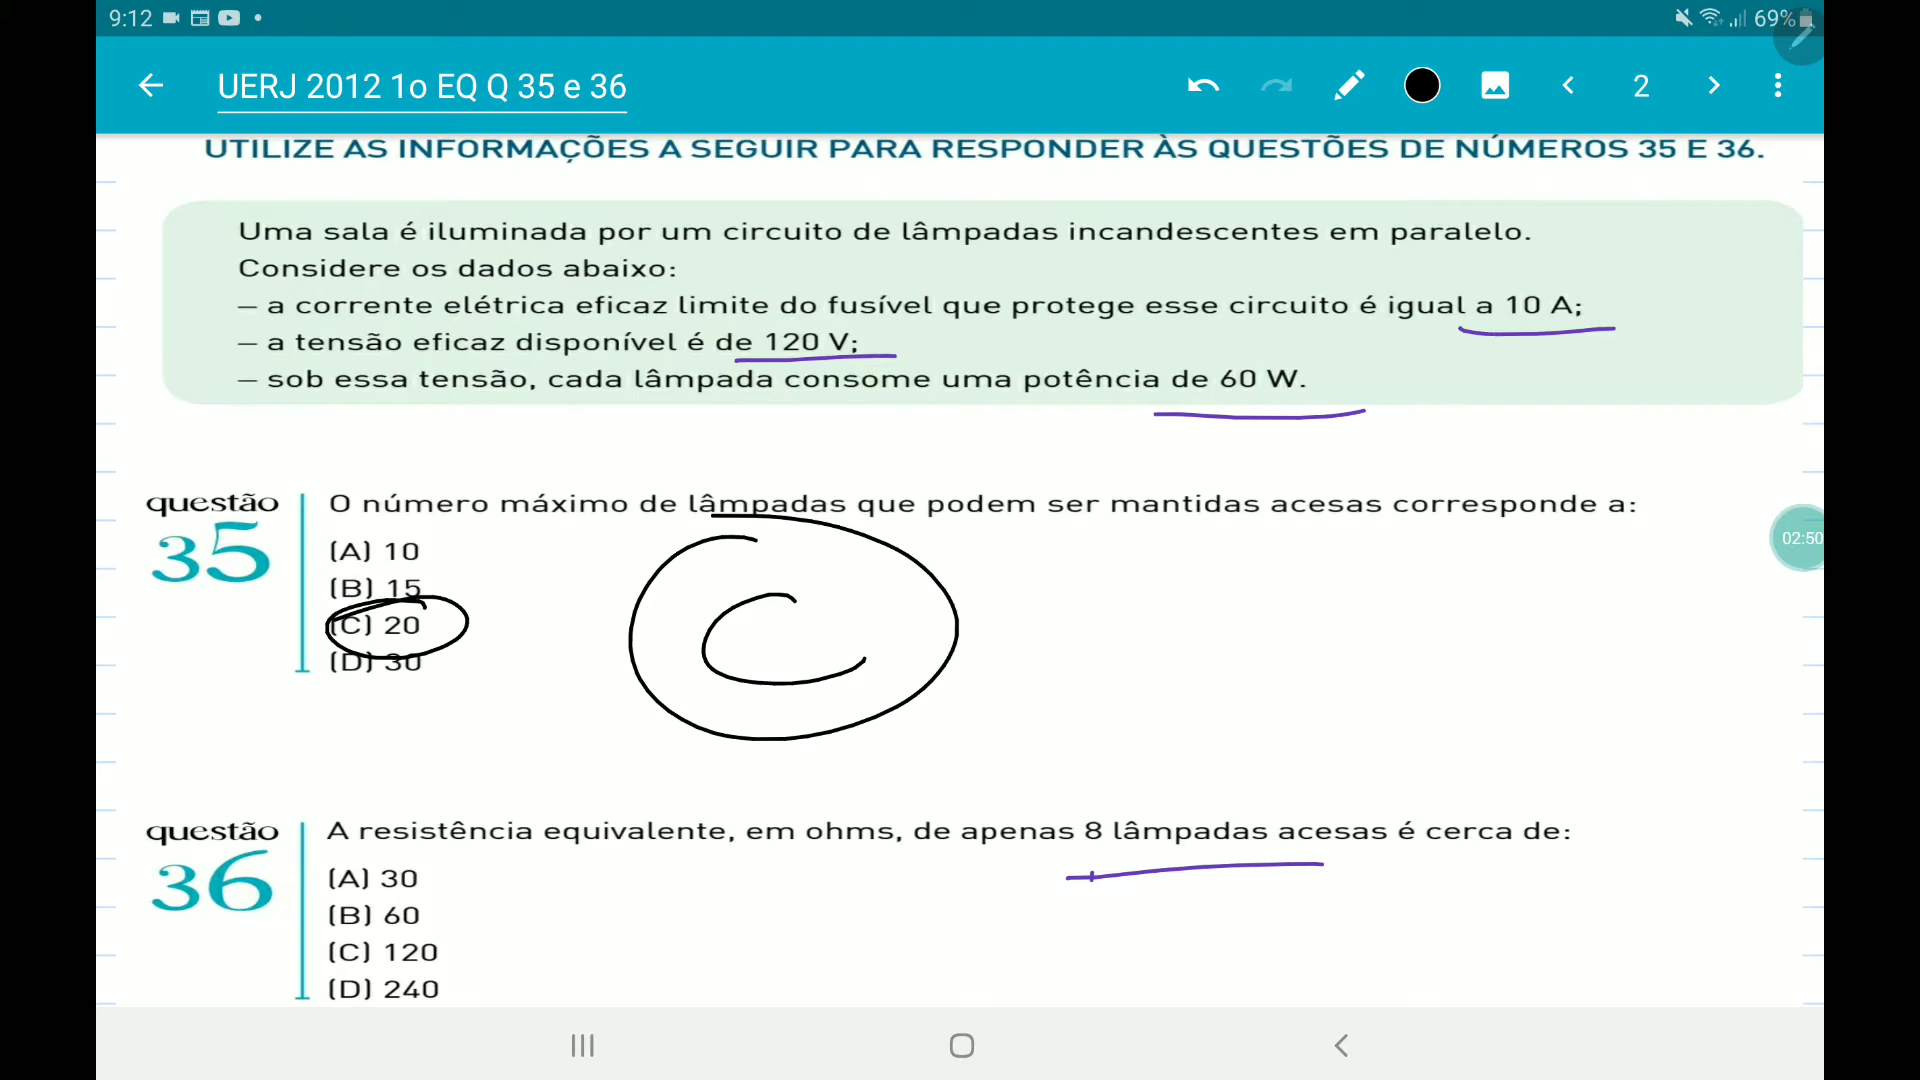 9:12
69%
UERJ 2012 1o EQ Q 35 e 36
2
UTILIZE AS INFORMAÇÕES A SEGUIR PARA RESPONDER ÀS QUESTÕES DE NÚMEROS 35 E 36.
Uma sala é iluminada por um circuito de lâmpadas incandescentes em paralelo.
Considere os dados abaixo:
– a corrente elétrica eficaz limite do fusível que protege esse circuito é igual a 10 A;
– a tensão eficaz disponível é de 120 V;
– sob essa tensão, cada lâmpada consome uma potência de 60 W.
questão
35
O número máximo de lâmpadas que podem ser mantidas acesas corresponde a:
(A) 10
(B) 15
(C) 20
(D) 30
C
02:50
questão
36
A resistência equivalente, em ohms, de apenas 8 lâmpadas acesas é cerca de:
(A) 30
(B) 60
(C) 120
(D) 240